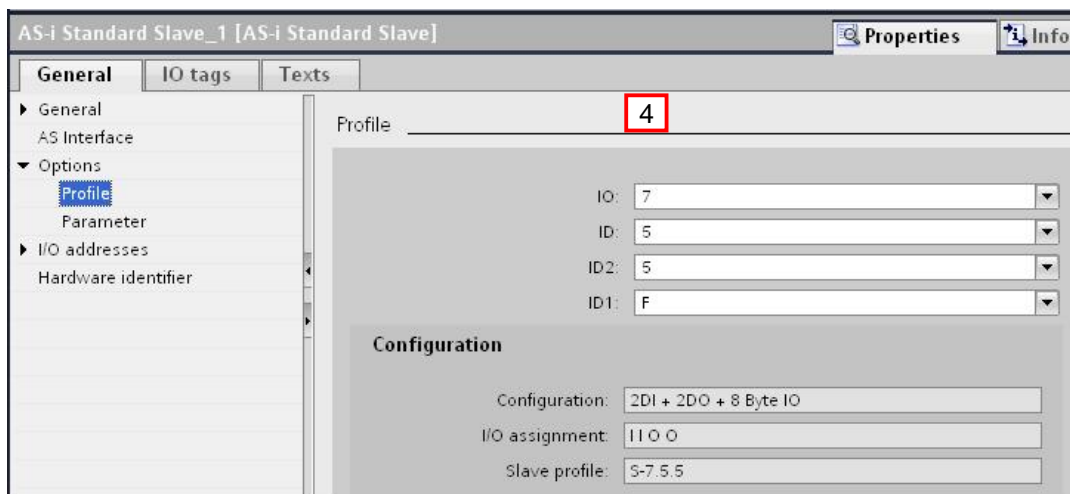 AS-i Standard Slave_1 [AS-i Standard Slave]
Properties
Info
General
IO tags
Texts
General
AS Interface
Options
Profile
Parameter
I/O addresses
Hardware identifier
Profile
4
IO: 7
ID: 5
ID2: 5
ID1: F
Configuration
Configuration: 2DI + 2DO + 8 Byte IO
I/O assignment: I I O O
Slave profile: S-7.5.5